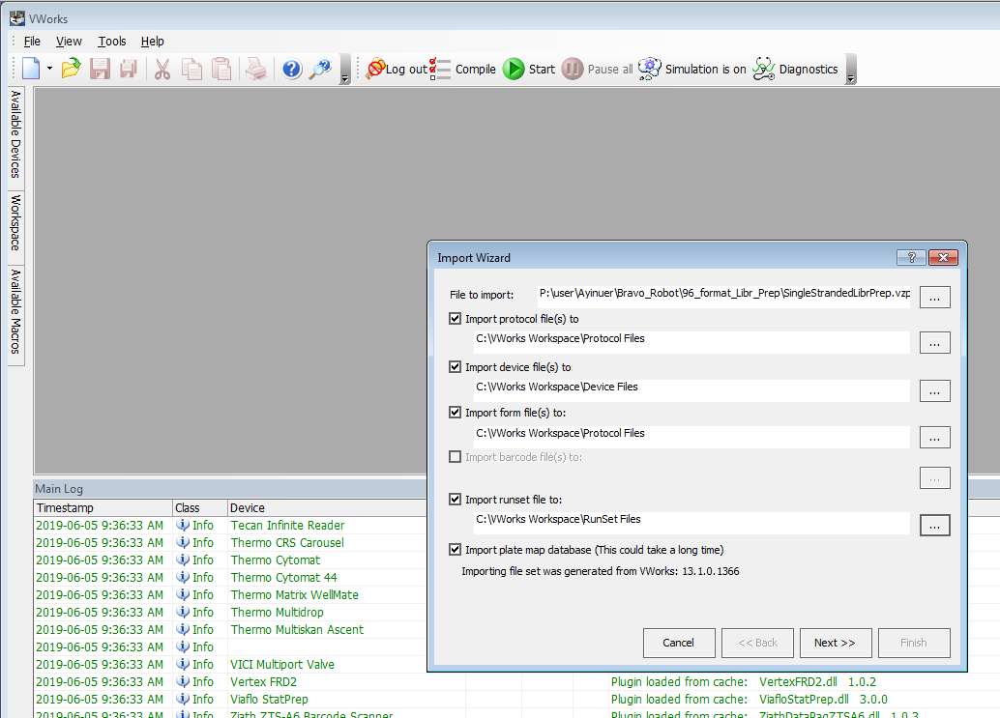 VWorks
File View Tools Help
Log out Compile Start Pause all Simulation is on Diagnostics
Available Devices
Workspace
Available Macros
Import Wizard
File to import: P:\user\Ayinuer\Bravo_Robot\96_format_Libr_Prep\SingleStrandedLibrPrep.vzp
...
Import protocol file(s) to
C:\VWorks Workspace\Protocol Files
...
Import device file(s) to
C:\VWorks Workspace\Device Files
...
Import form file(s) to:
C:\VWorks Workspace\Protocol Files
...
Import barcode file(s) to:
...
Import runset file to:
C:\VWorks Workspace\RunSet Files
...
Import plate map database (This could take a long time)
Importing file set was generated from VWorks: 13.1.0.1366
Cancel << Back Next >> Finish
Main Log
Timestamp Class Device
2019-06-05 9:36:33 AM Info Tecan Infinite Reader
2019-06-05 9:36:33 AM Info Thermo CRS Carousel
2019-06-05 9:36:33 AM Info Thermo Cytomat
2019-06-05 9:36:33 AM Info Thermo Cytomat 44
2019-06-05 9:36:33 AM Info Thermo Matrix WellMate
2019-06-05 9:36:33 AM Info Thermo Multidrop
2019-06-05 9:36:33 AM Info Thermo Multiskan Ascent
2019-06-05 9:36:33 AM Info
2019-06-05 9:36:33 AM Info VICI Multiport Valve
2019-06-05 9:36:33 AM Info Vertex FRD2 Plugin loaded from cache: VertexFRD2.dll 1.0.2
2019-06-05 9:36:33 AM Info Viaflo StatPrep Plugin loaded from cache: ViafloStatPrep.dll 3.0.0
2019-06-05 9:36:33 AM Info Ziath ZTS-A6 Barcode Scanner Plugin loaded from cache: 1.0.3